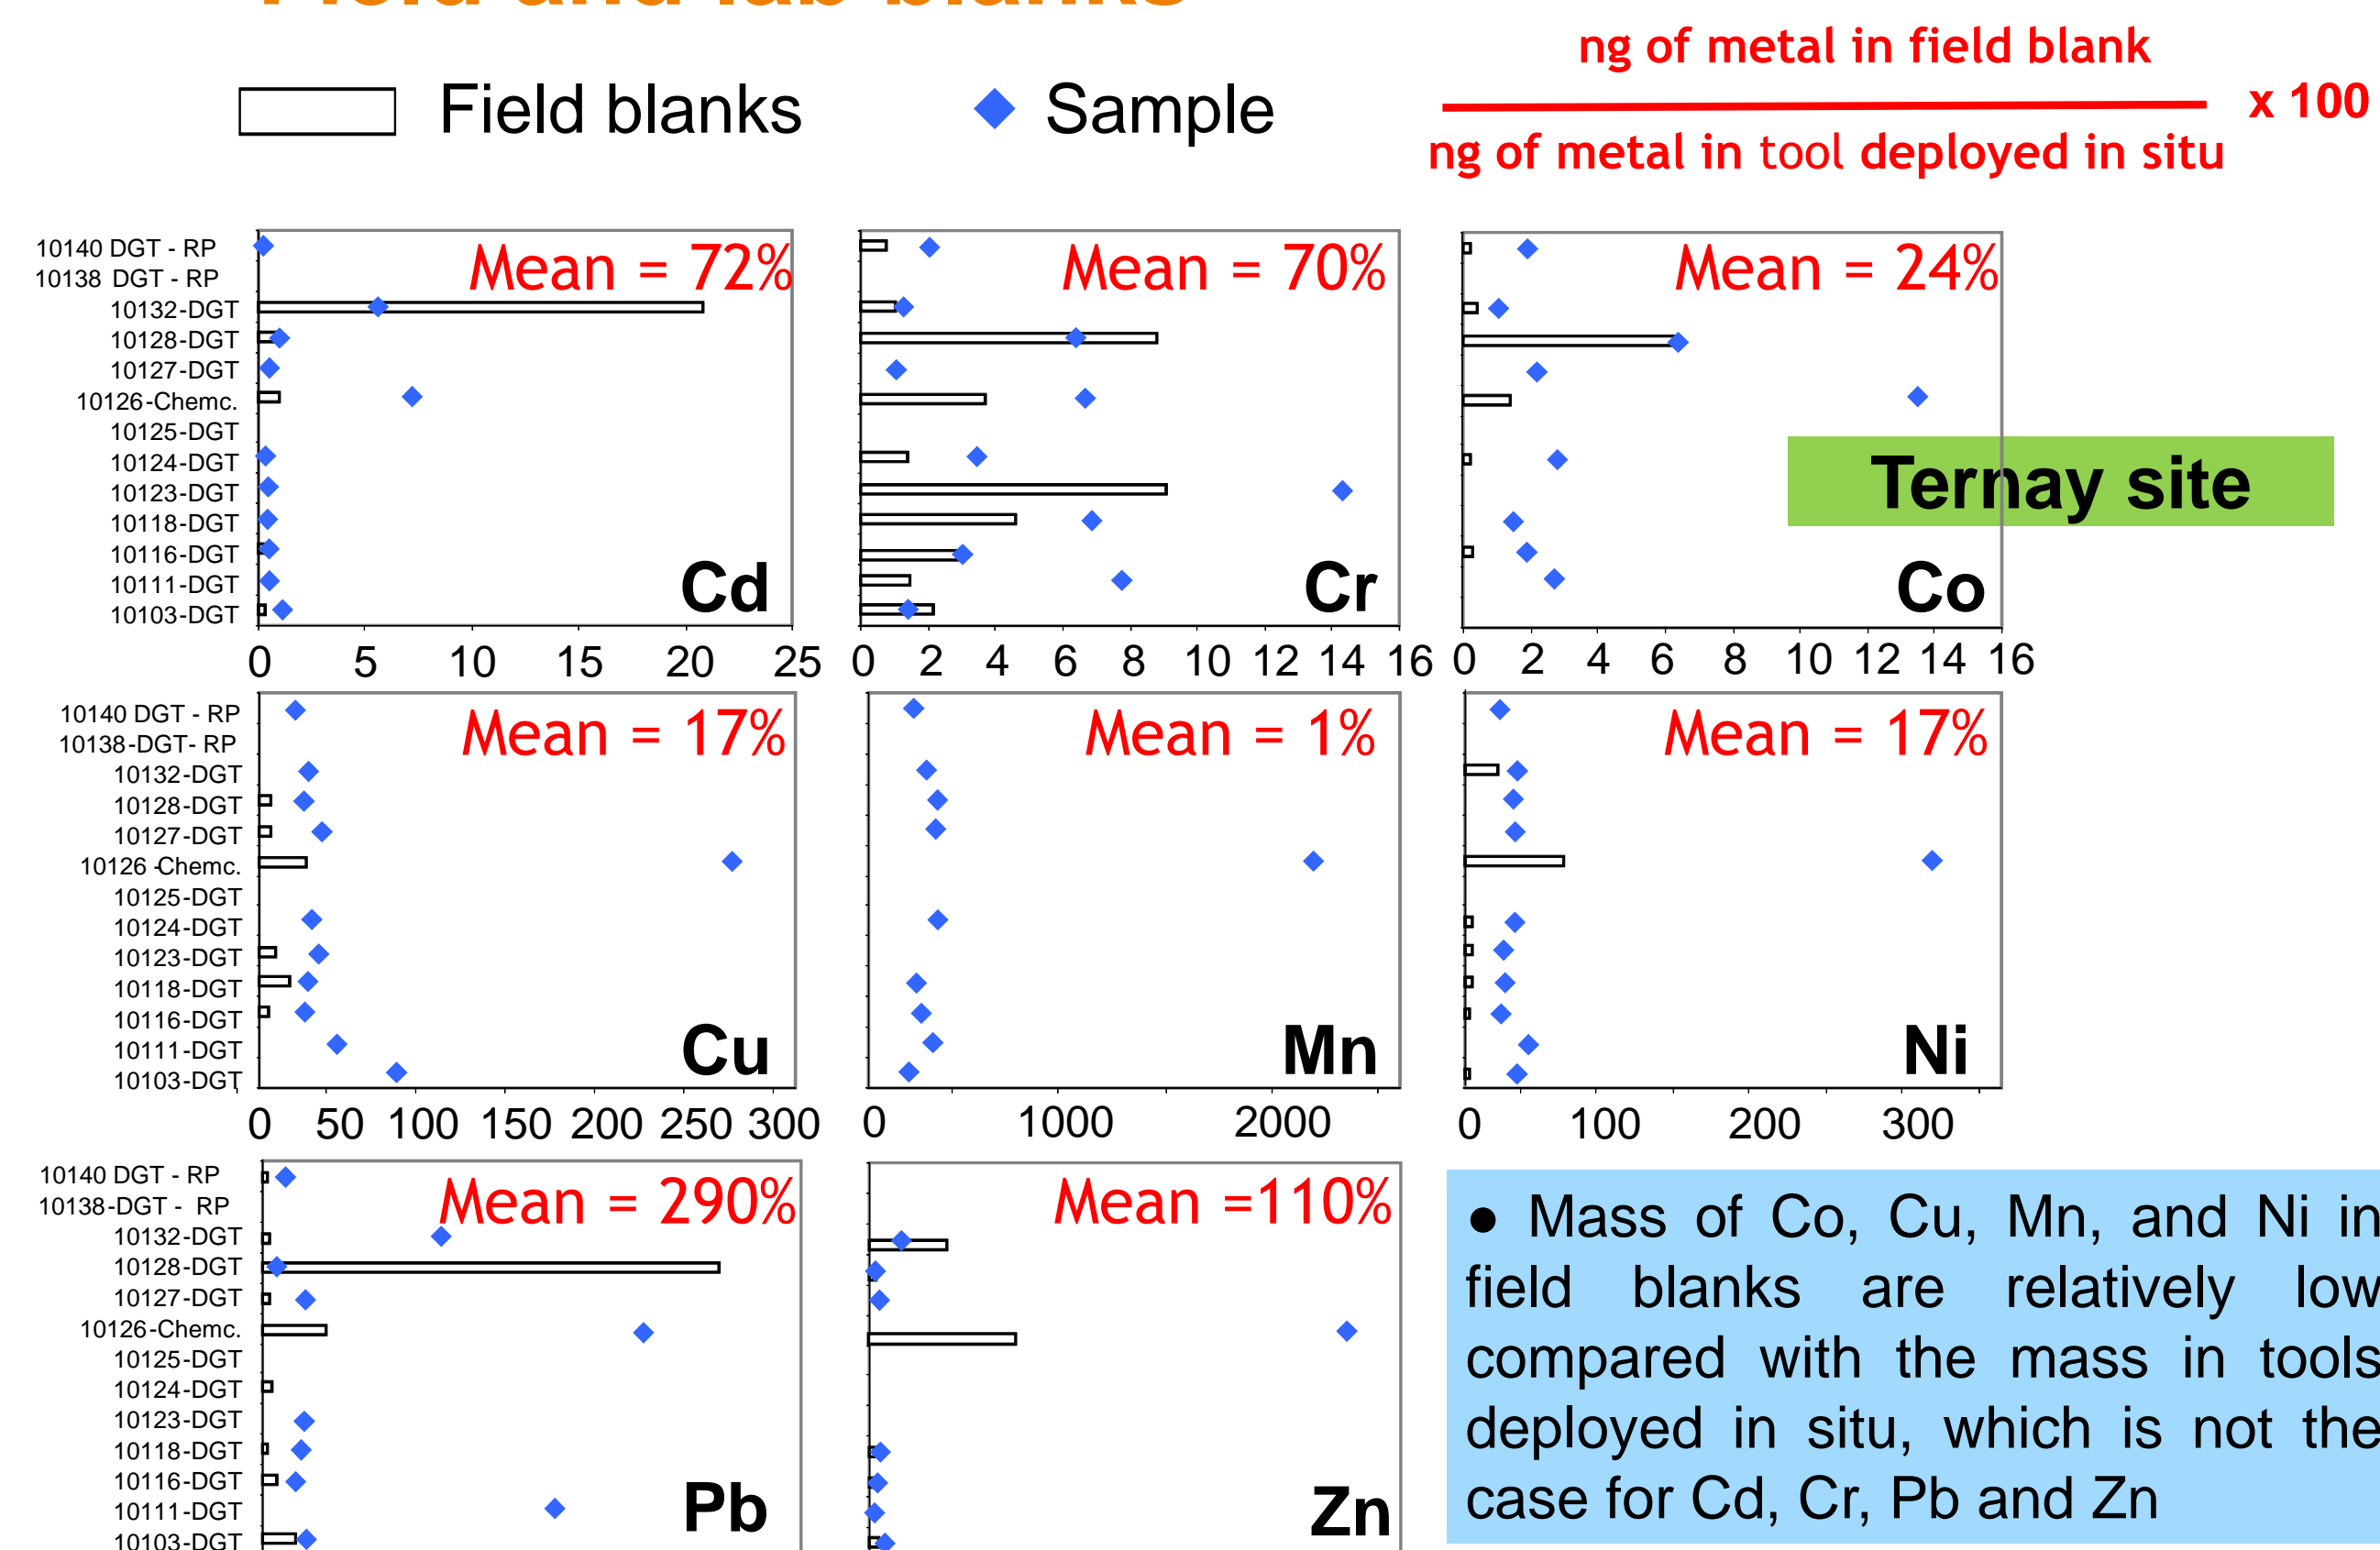 Field and lab blanks
Field blanks
Sample
ng of metal in field blank
x 100
ng of metal in tool deployed in situ
10140 DGT - RP
10138 DGT - RP
10132-DGT
10128-DGT
10127-DGT
10126-Chemc.
10125-DGT
10124-DGT
10123-DGT
10118-DGT
10116-DGT
10111-DGT
10103-DGT
Mean = 72%
Cd
0 5 10 15 20 25
Mean = 70%
Cr
0 2 4 6 8 10 12 14 16
Mean = 24%
Ternay site
Co
0 2 4 6 8 10 12 14 16
10140 DGT - RP
10138-DGT- RP
10132-DGT
10128-DGT
10127-DGT
10126 -Chemc.
10125-DGT
10124-DGT
10123-DGT
10118-DGT
10116-DGT
10111-DGT
10103-DGT
Mean = 17%
Cu
0 50 100 150 200 250 300
Mean = 1%
Mn
0 1000 2000
Mean = 17%
Ni
0 100 200 300
10140 DGT - RP
10138-DGT - RP
10132-DGT
10128-DGT
10127-DGT
10126-Chemc.
10125-DGT
10124-DGT
10123-DGT
10118-DGT
10116-DGT
10111-DGT
10103-DGT
Mean = 290%
Pb
Mean =110%
Zn
● Mass of Co, Cu, Mn, and Ni in
field blanks are relatively low
compared with the mass in tools
deployed in situ, which is not the
case for Cd, Cr, Pb and Zn